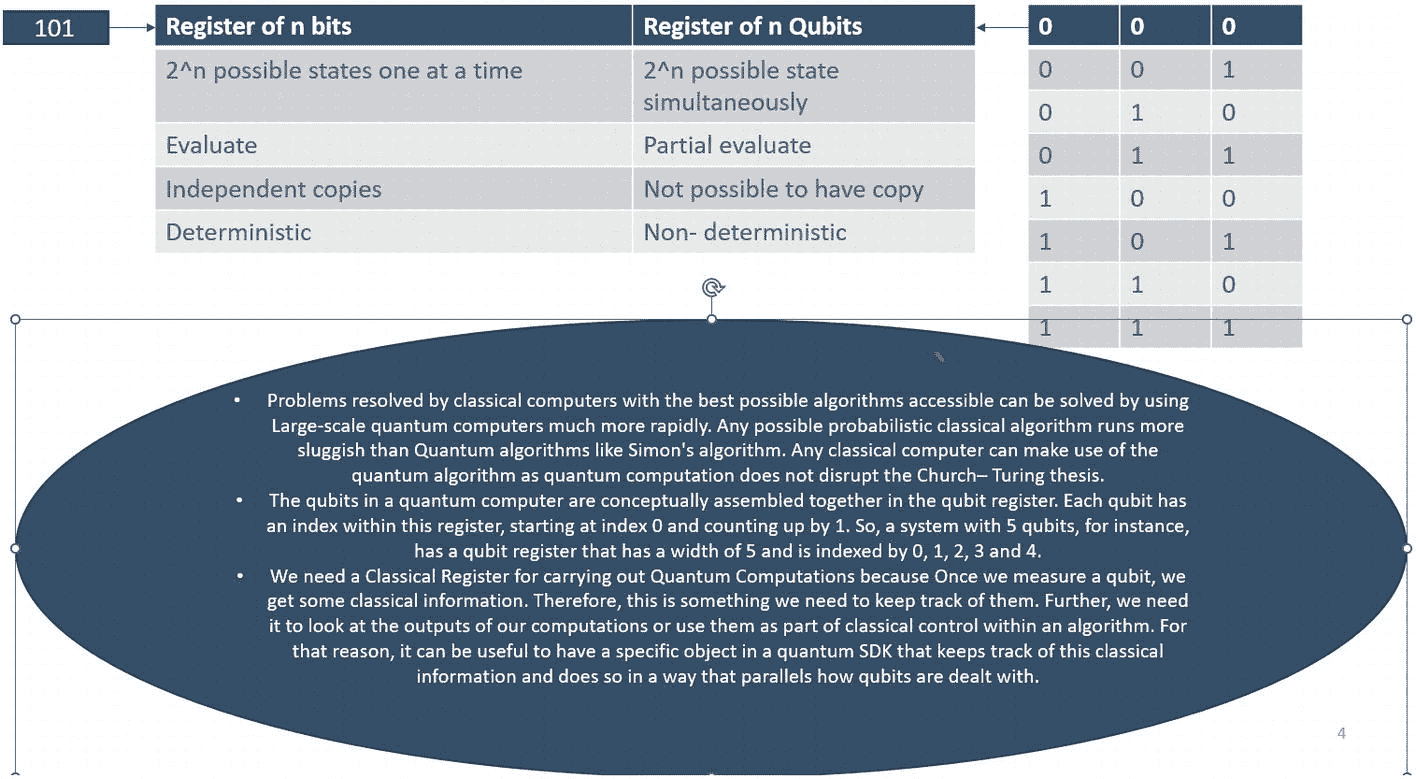 101
Register of n bits Register of n Qubits
2^n possible states one at a time 2^n possible state
simultaneously
Evaluate Partial evaluate
Independent copies Not possible to have copy
Deterministic Non- deterministic
0 0 0
0 0 1
0 1 0
0 1 1
1 0 0
1 0 1
1 1 0
1 1 1
• Problems resolved by classical computers with the best possible algorithms accessible can be solved by using
Large-scale quantum computers much more rapidly. Any possible probabilistic classical algorithm runs more
sluggish than Quantum algorithms like Simon's algorithm. Any classical computer can make use of the
quantum algorithm as quantum computation does not disrupt the Church– Turing thesis.
• The qubits in a quantum computer are conceptually assembled together in the qubit register. Each qubit has
an index within this register, starting at index 0 and counting up by 1. So, a system with 5 qubits, for instance,
has a qubit register that has a width of 5 and is indexed by 0, 1, 2, 3 and 4.
• We need a Classical Register for carrying out Quantum Computations because Once we measure a qubit, we
get some classical information. Therefore, this is something we need to keep track of them. Further, we need
it to look at the outputs of our computations or use them as part of classical control within an algorithm. For
that reason, it can be useful to have a specific object in a quantum SDK that keeps track of this classical
information and does so in a way that parallels how qubits are dealt with.
4